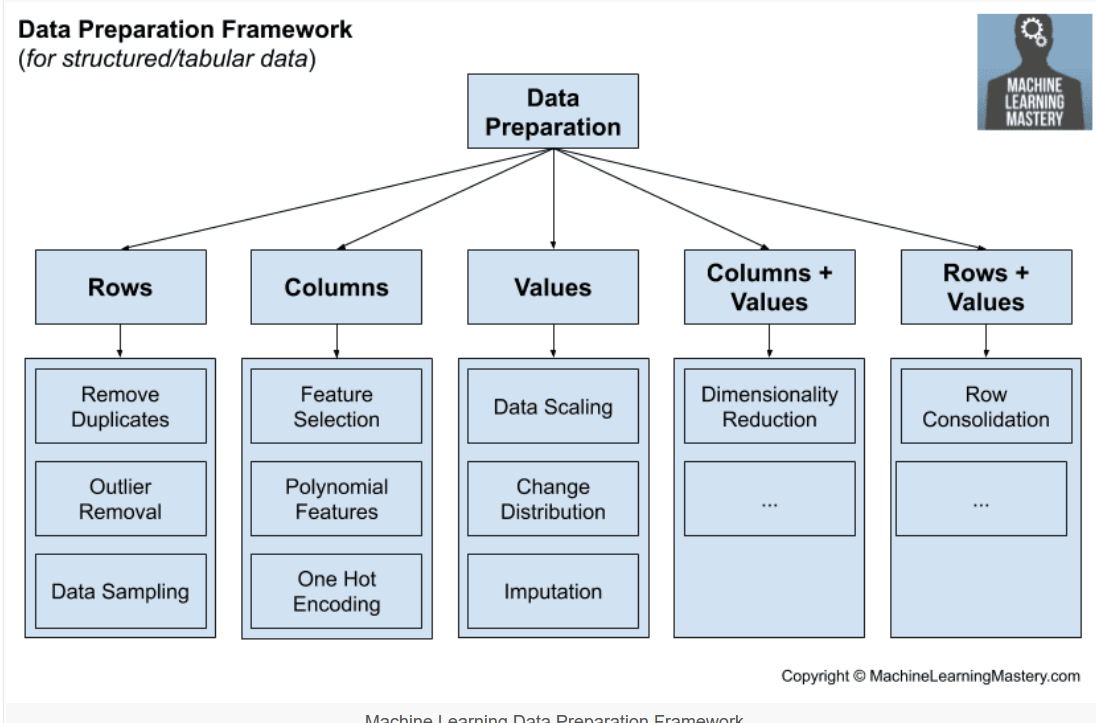 Data Preparation Framework
(for structured/tabular data)
MACHINE
LEARNING
MASTERY
Data
Preparation
Rows
Columns
Values
Columns +
Values
Rows +
Values
Remove
Duplicates
Outlier
Removal
Data Sampling
Feature
Selection
Polynomial
Features
One Hot
Encoding
Data Scaling
Change
Distribution
Imputation
Dimensionality
Reduction
...
Row
Consolidation
...
Copyright © MachineLearningMastery.com
Machine Learning Data Preparation Framework